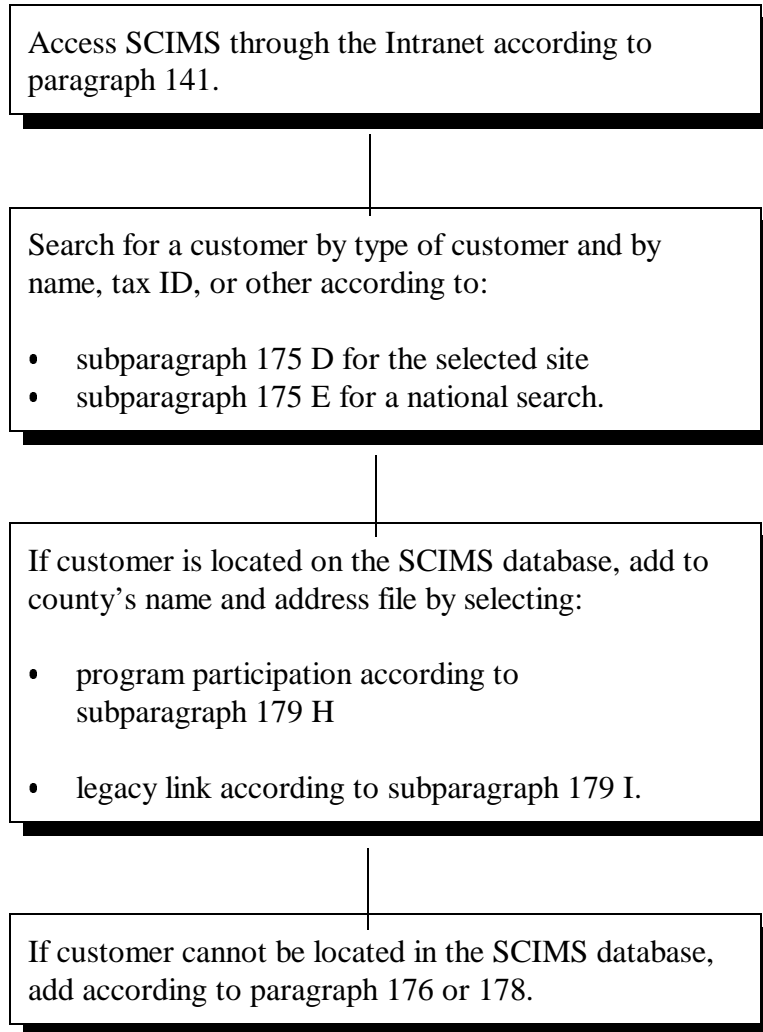 Access SCIMS through the Intranet according to
paragraph 141.
Search for a customer by type of customer and by
name, tax ID, or other according to:
• subparagraph 175 D for the selected site
• subparagraph 175 E for a national search.
If customer is located on the SCIMS database, add to
county’s name and address file by selecting:
• program participation according to
subparagraph 179 H
• legacy link according to subparagraph 179 I.
If customer cannot be located in the SCIMS database,
add according to paragraph 176 or 178.